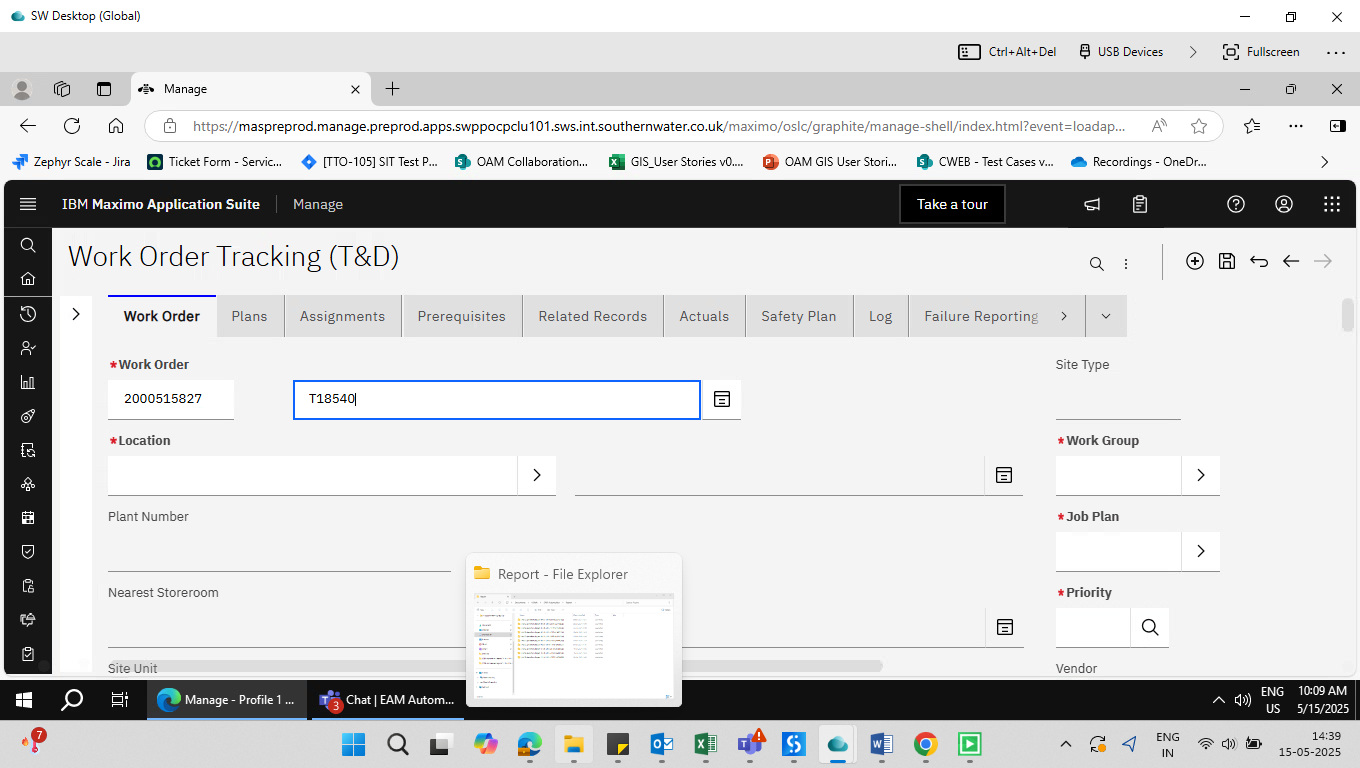 SW Desktop (Global)
Ctrl+Alt+Del
USB Devices
Fullscreen
Manage
https://maspreprod.manage.preprod.apps.swppocpclu101.sws.int.southernwater.co.uk/maximo/oslc/graphite/manage-shell/index.html?event=loadap...
Zephyr Scale - Jira
Ticket Form - Servic...
[TTO-105] SIT Test P...
OAM Collaboration...
GIS_User Stories v0....
OAM GIS User Stori...
CWEB - Test Cases v...
Recordings - OneDr...
IBM Maximo Application Suite
Manage
Take a tour
Work Order Tracking (T&D)
Work Order
Plans
Assignments
Prerequisites
Related Records
Actuals
Safety Plan
Log
Failure Reporting
*Work Order
Site Type
2000515827
T18540
*Location
*Work Group
Plant Number
*Job Plan
Report - File Explorer
Nearest Storeroom
*Priority
Site Unit
Vendor
Manage - Profile 1 ...
3
Chat | EAM Autom...
ENG
US
10:09 AM
5/15/2025
7
ENG
IN
14:39
15-05-2025